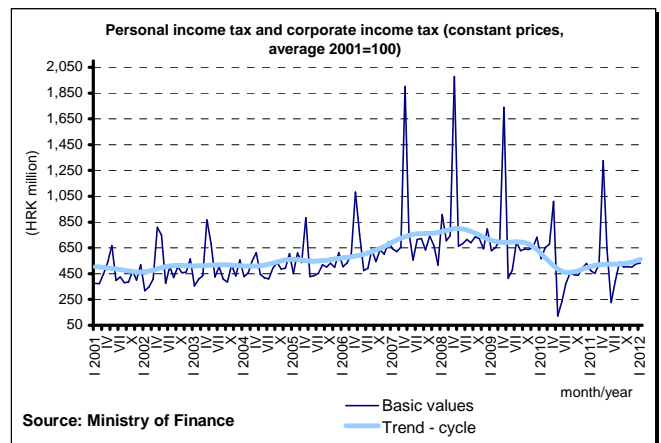 Personal income tax and corporate income tax (constant prices,
average 2001=100)
(HRK million)
2,050
1,850
1,650
1,450
1,250
1,050
850
650
450
250
50
I 2001
IV
VII
X
I 2002
IV
VII
X
I 2003
IV
VII
X
I 2004
IV
VII
X
I 2005
IV
VII
X
I 2006
IV
VII
X
I 2007
IV
VII
X
I 2008
IV
VII
X
I 2009
IV
VII
X
I 2010
IV
VII
X
I 2011
IV
VII
X
I 2012
month/year
Source: Ministry of Finance
Basic values
Trend - cycle